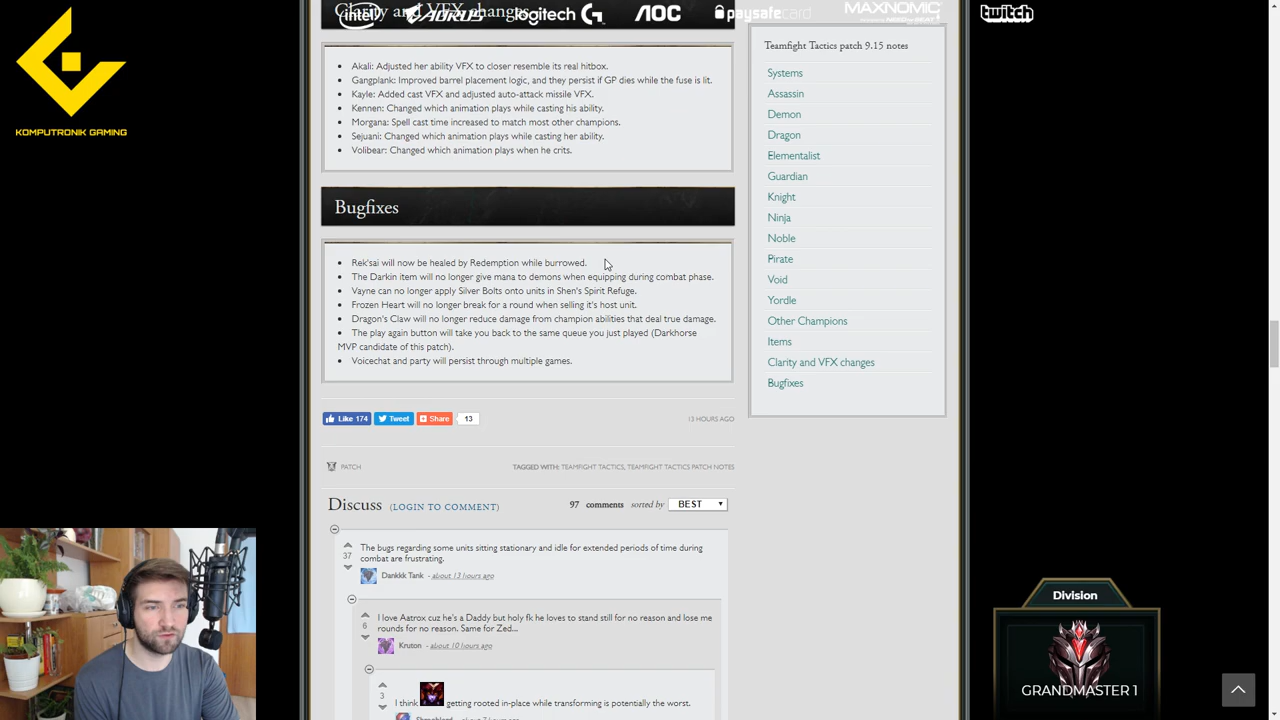 Clarity and VFX changes
intel
AORUS
logitech G
AOC
paysafecard
MAXNOMIC
twitch
KOMPUTRONIK GAMING
Akali: Adjusted her ability VFX to closer resemble its real hitbox.
Gangplank: Improved barrel placement logic, and they persist if GP dies while the fuse is lit.
Kayle: Added cast VFX and adjusted auto-attack missile VFX.
Kennen: Changed which animation plays while casting his ability.
Morgana: Spell cast time increased to match most other champions.
Sejuani: Changed which animation plays while casting her ability.
Volibear: Changed which animation plays when he crits.
Bugfixes
Rek'sai will now be healed by Redemption while burrowed.
The Darkin item will no longer give mana to demons when equipping during combat phase.
Vayne can no longer apply Silver Bolts onto units in Shen's Spirit Refuge.
Frozen Heart will no longer break for a round when selling it's host unit.
Dragon's Claw will no longer reduce damage from champion abilities that deal true damage.
The play again button will take you back to the same queue you just played (Darkhorse
MVP candidate of this patch).
Voicechat and party will persist through multiple games.
Like 174
Tweet
Share
13
13 HOURS AGO
PATCH
TAGGED WITH: TEAMFIGHT TACTICS, TEAMFIGHT TACTICS PATCH NOTES
Discuss (LOGIN TO COMMENT)
97 comments sorted by BEST
37
The bugs regarding some units sitting stationary and idle for extended periods of time during
combat are frustrating.
Dankkk Tank - about 13 hours ago
6
I love Aatrox cuz he's a Daddy but holy fk he loves to stand still for no reason and lose me
rounds for no reason. Same for Zed...
Kruton - about 10 hours ago
3
I think getting rooted in-place while transforming is potentially the worst.
Teamfight Tactics patch 9.15 notes
Systems
Assassin
Demon
Dragon
Elementalist
Guardian
Knight
Ninja
Noble
Pirate
Void
Yordle
Other Champions
Items
Clarity and VFX changes
Bugfixes
Division
GRANDMASTER 1